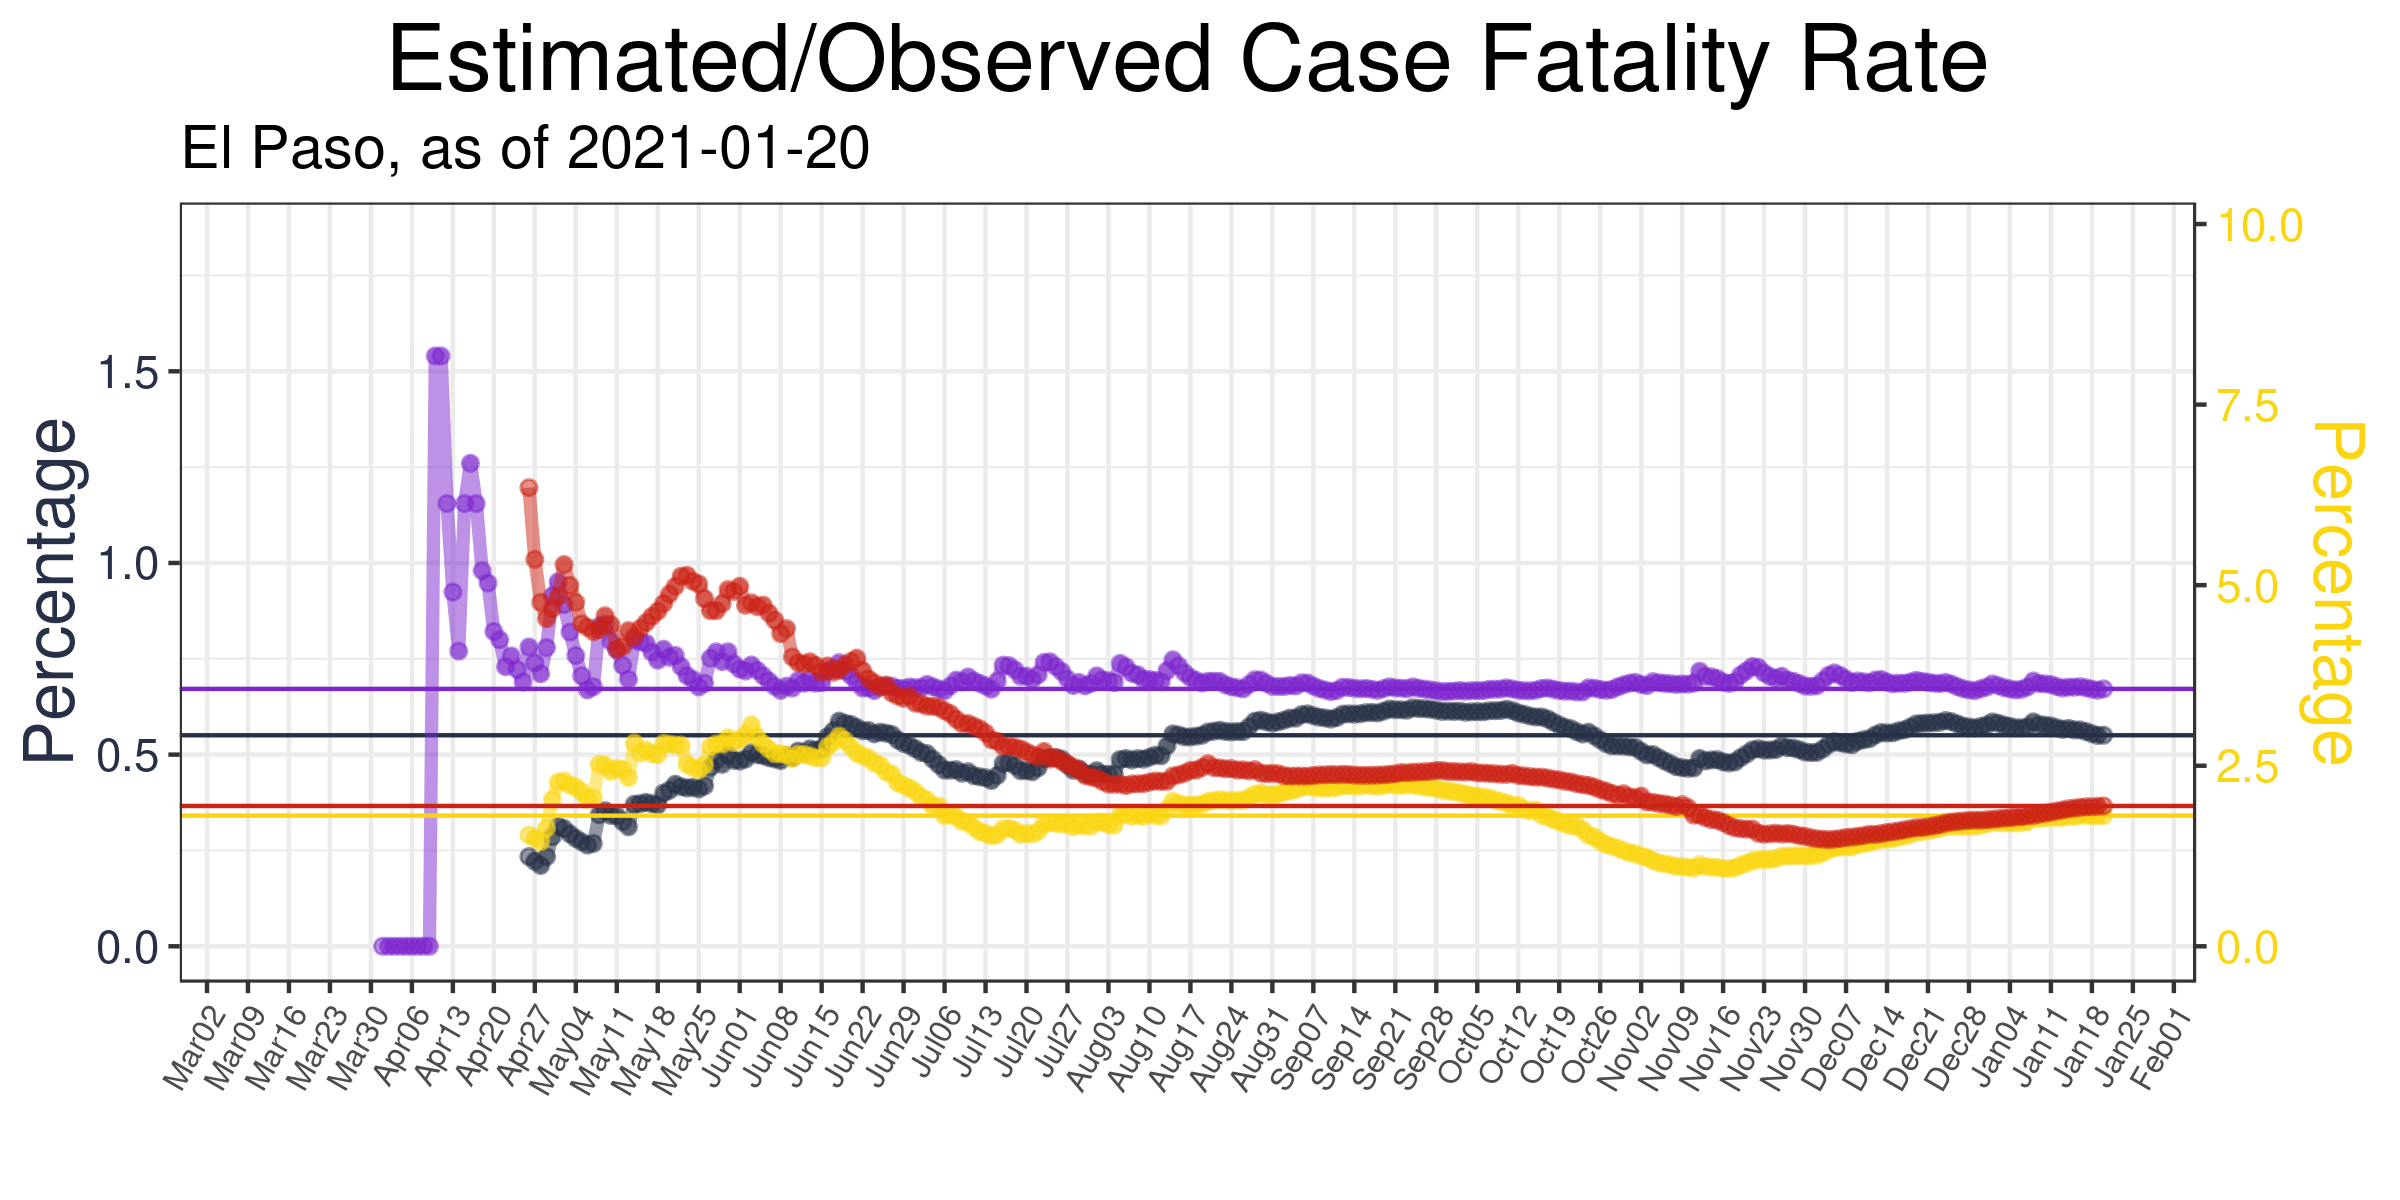 Estimated/Observed Case Fatality Rate
El Paso, as of 2021-01-20
Percentage
1.5
1.0
0.5
0.0
10.0
7.5
5.0
2.5
0.0
Percentage
Mar02 Mar09 Mar16 Mar23 Mar30 Apr06 Apr13 Apr20 Apr27 May04 May11 May18 May25 Jun01 Jun08 Jun15 Jun22 Jun29 Jul06 Jul13 Jul20 Jul27 Aug03 Aug10 Aug17 Aug24 Aug31 Sep07 Sep14 Sep21 Sep28 Oct05 Oct12 Oct19 Oct26 Nov02 Nov09 Nov16 Nov23 Nov30 Dec07 Dec14 Dec21 Dec28 Jan04 Jan11 Jan18 Jan25 Feb01